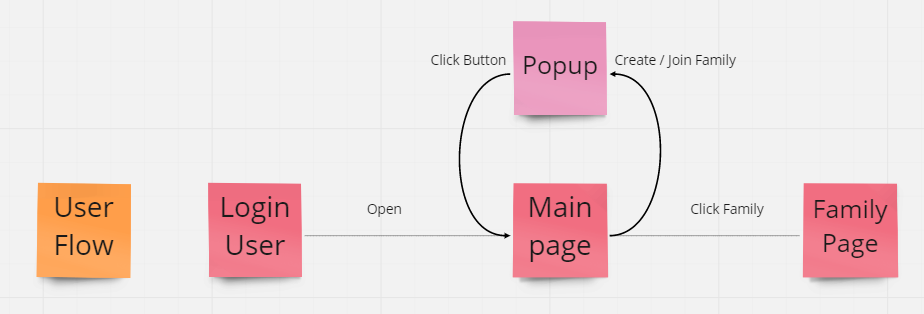 Click Button
Popup
Create / Join Family
User
Flow
Login
User
Open
Main
page
Click Family
Family
Page